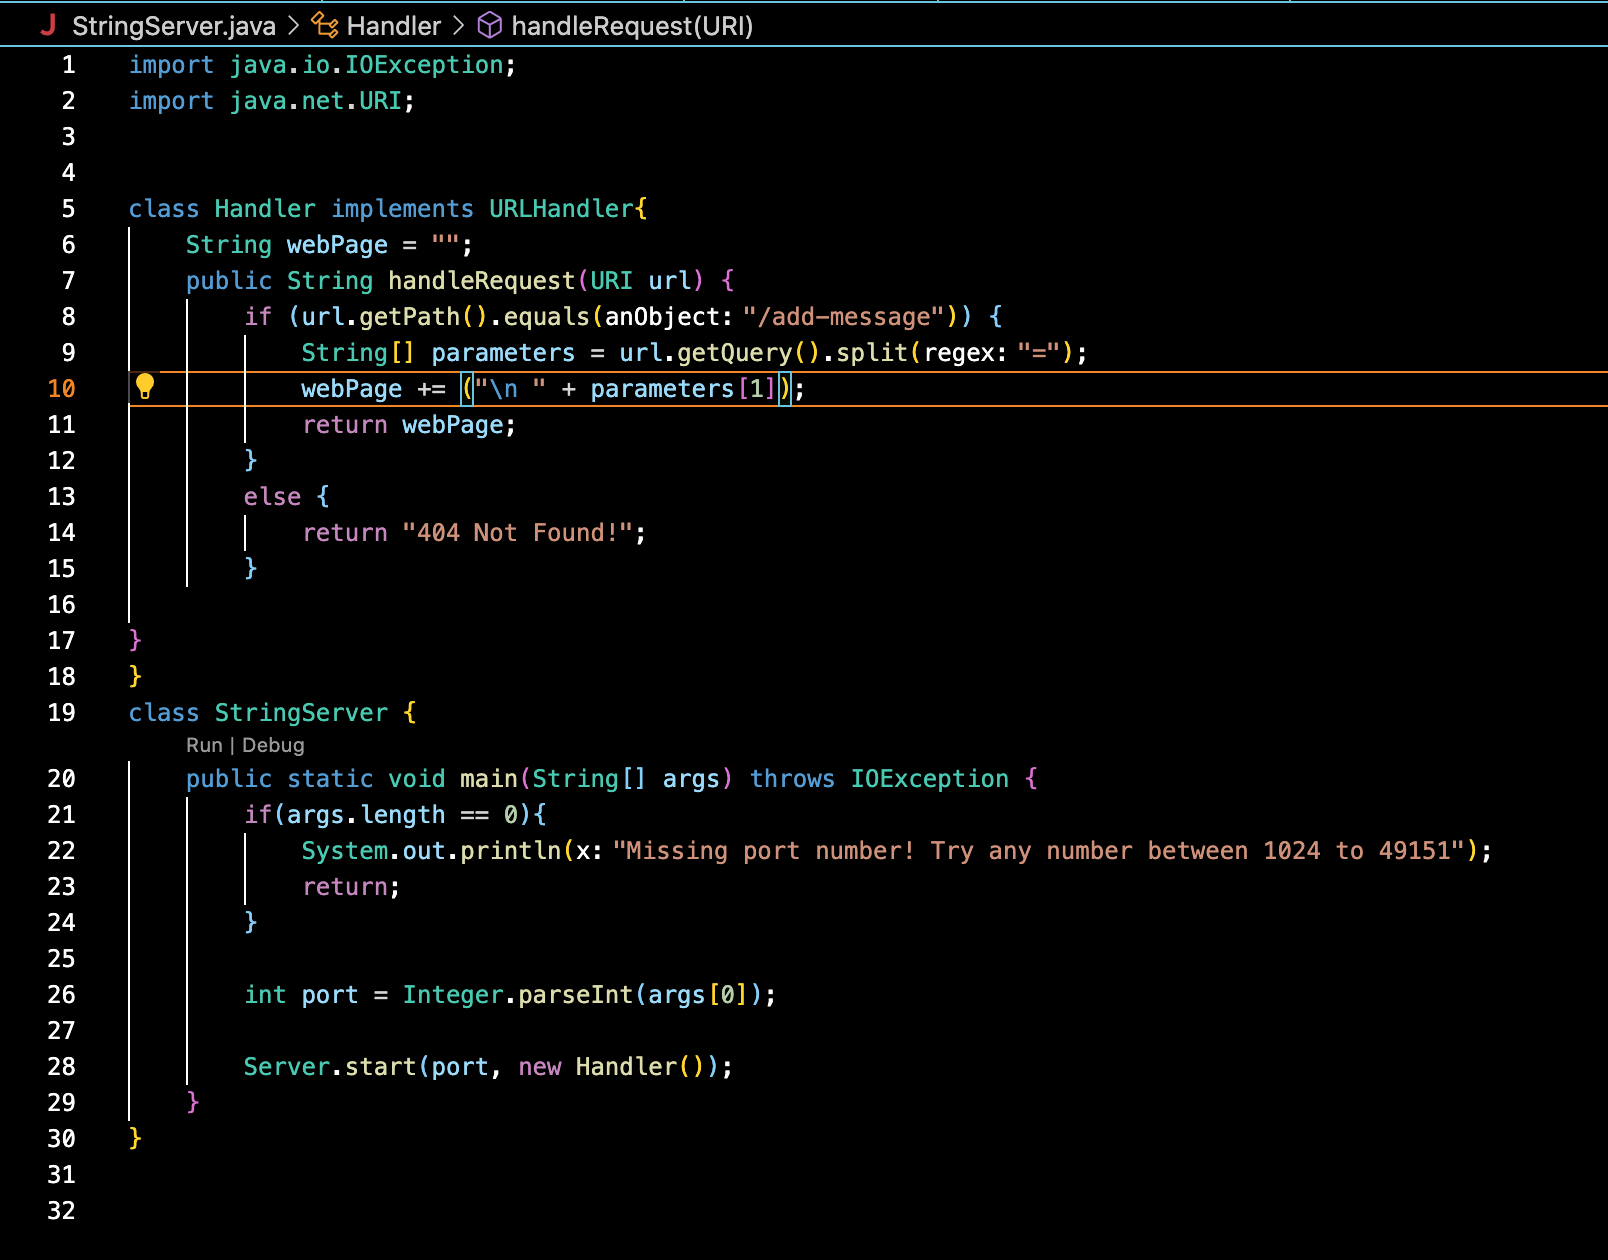 StringServer.java > Handler > handleRequest(URI)
1 import java.io.IOException;
2 import java.net.URI;
3
4
5 class Handler implements URLHandler{
6     String webPage = "";
7     public String handleRequest(URI url) {
8         if (url.getPath().equals(anObject: "/add-message")) {
9             String[] parameters = url.getQuery().split(regex: "=");
10             webPage += ("\n " + parameters[1]);
11             return webPage;
12         }
13         else {
14             return "404 Not Found!";
15         }
16
17 }
18 }
19 class StringServer {
Run | Debug
20     public static void main(String[] args) throws IOException {
21         if(args.length == 0){
22             System.out.println(x: "Missing port number! Try any number between 1024 to 49151");
23             return;
24         }
25
26         int port = Integer.parseInt(args[0]);
27
28         Server.start(port, new Handler());
29     }
30 }
31
32